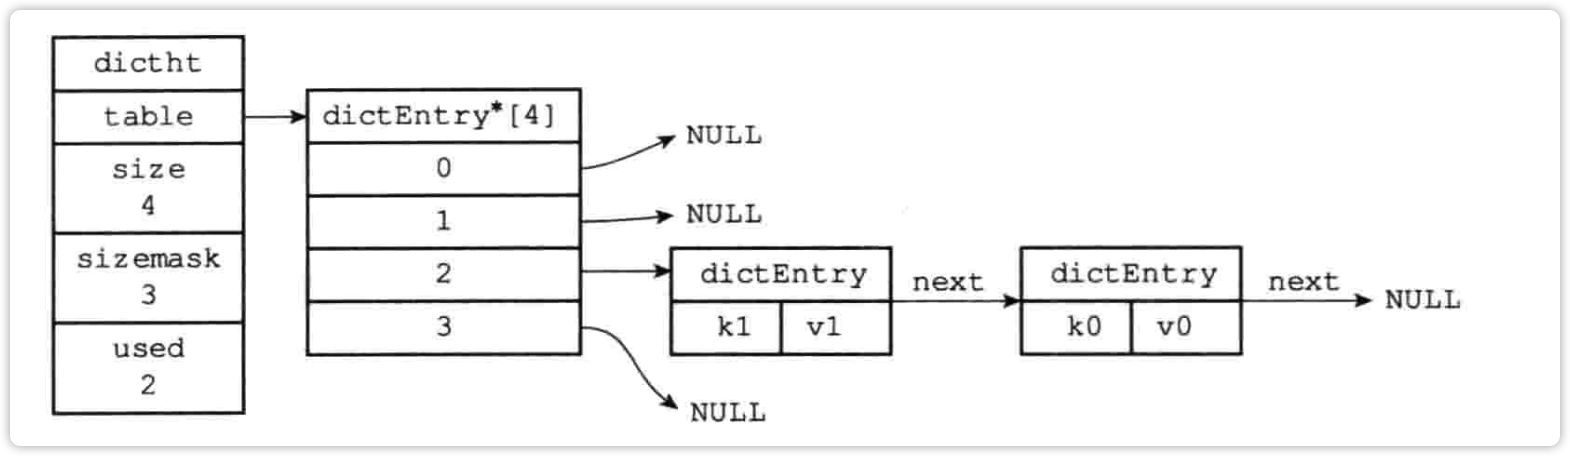 dictht
table
size
4
sizemask
3
used
2
dictEntry*[4]
0
1
2
3
NULL
NULL
dictEntry
k1 v1
next
dictEntry
k0 v0
next
NULL
NULL